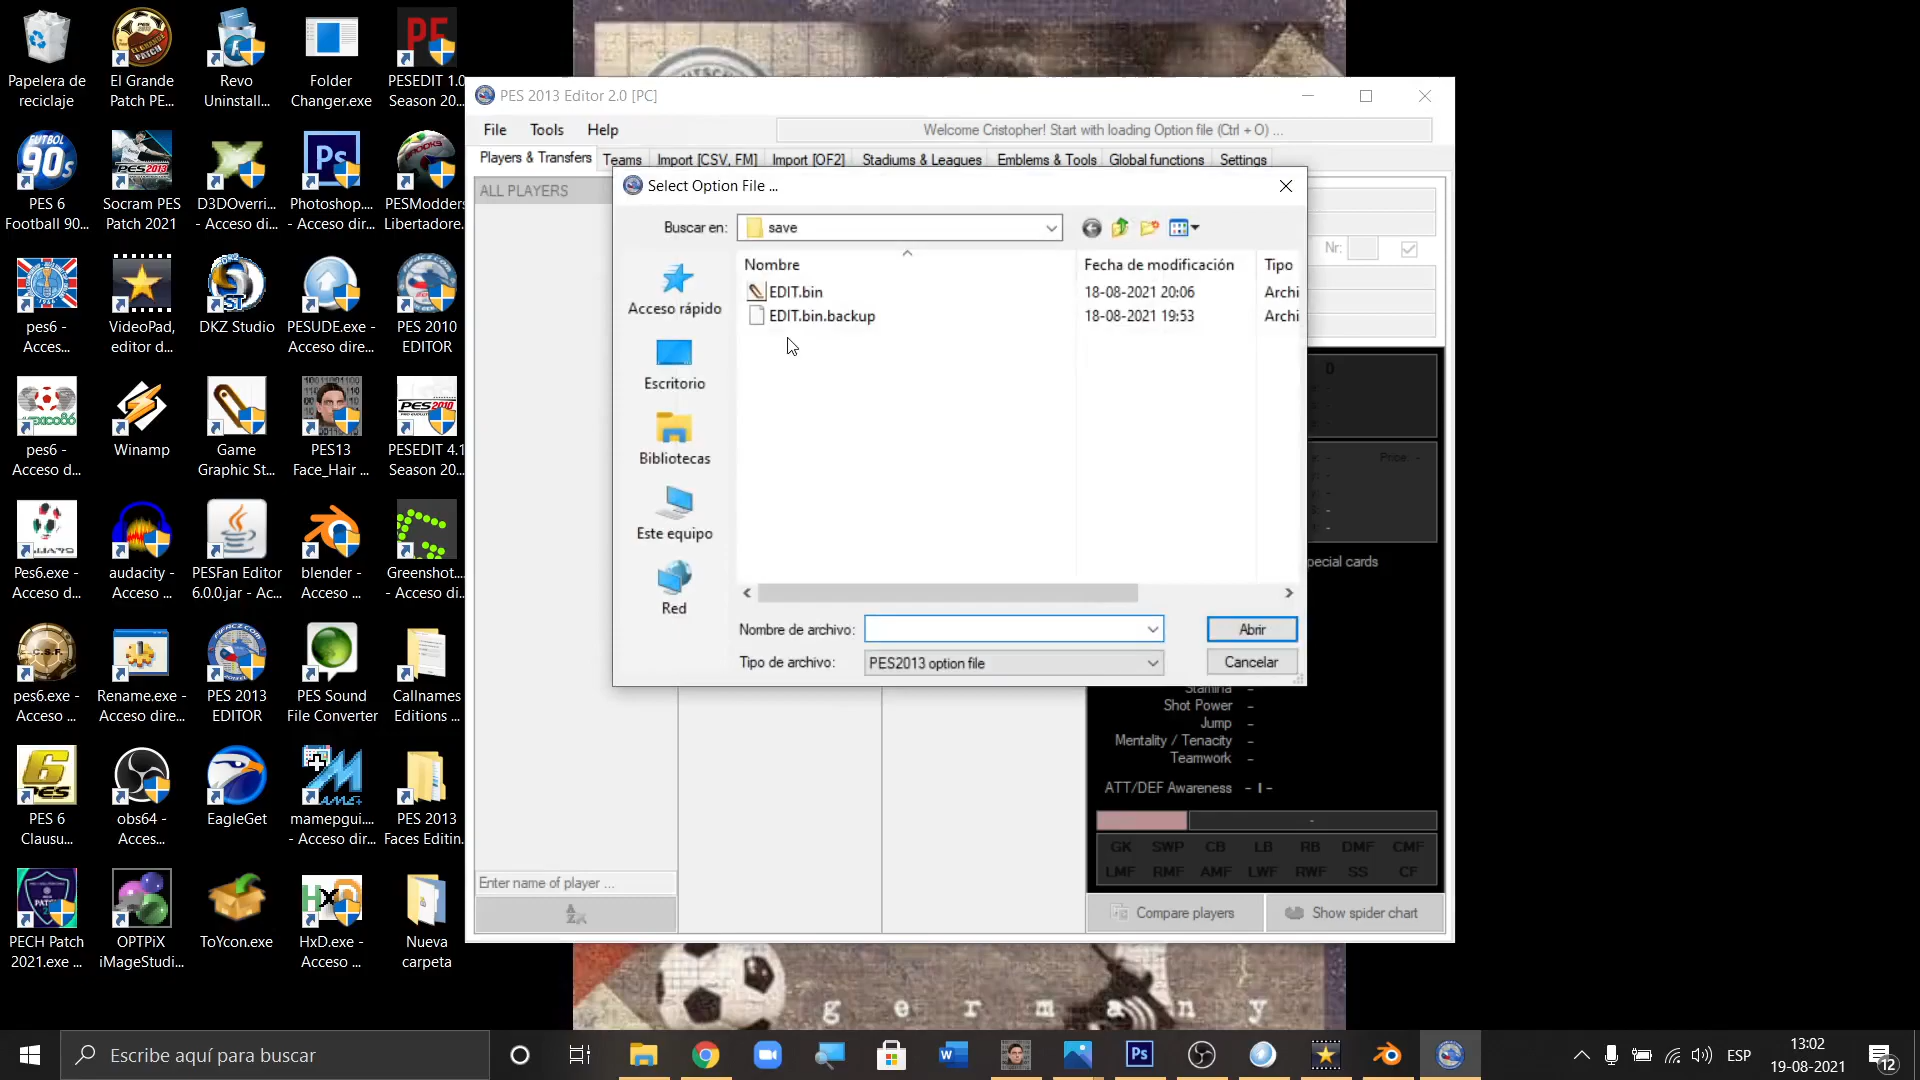 Papelera de
reciclaje
El Grande
Patch PE...
Revo
Uninstall...
Folder
Changer.exe
PESEDIT 1.0
Season 20...
PES 6
Football 90...
Socram PES
Patch 2021
D3DOverri...
- Acceso di...
Photoshop....
- Acceso dire...
PESModders
Libertadore...
pes6 -
Acces...
VideoPad,
editor d...
DKZ Studio
PESUDE.exe -
Acceso dire...
PES 2010
EDITOR
pes6 -
Acceso d...
Winamp
Game
Graphic St...
PES13
Face_Hair ...
PESEDIT 4.1
Season 20...
Pes6.exe -
Acceso d...
audacity -
Acceso ...
PESFan Editor
6.0.0.jar - Ac...
blender -
Acceso ...
Greenshot....
- Acceso di...
pes6.exe -
Acceso ...
Rename.exe -
Acceso dire...
PES 2013
EDITOR
PES Sound
File Converter
Callnames
Editions ...
PES 6
Clausu...
obs64 -
Acces...
EagleGet
mamepgui....
- Acceso dir...
PES 2013
Faces Editin...
PECH Patch
2021.exe ...
OPTPiX
iMageStudi...
ToYcon.exe
HxD.exe -
Acceso ...
Nueva
carpeta
PES 2013 Editor 2.0 [PC]
File Tools Help
Welcome Cristopher! Start with loading Option file (Ctrl + O) ...
Players & Transfers Teams Import [CSV, FM] Import [OF2] Stadiums & Leagues Emblems & Tools Global functions Settings
ALL PLAYERS
Select Option File ...
Buscar en: save
Nombre Fecha de modificación Tipo
EDIT.bin 18-08-2021 20:06 Archi
EDIT.bin.backup 18-08-2021 19:53 Archi
Acceso rápido
Escritorio
Bibliotecas
Este equipo
Red
Nombre de archivo: Abrir
Tipo de archivo: PES2013 option file Cancelar
Nr:
Price: -
pecial cards
Stamina -
Shot Power -
Jump -
Mentality / Tenacity -
Teamwork -
ATT/DEF Awareness - I -
GK SWP CB LB RB DMF CMF
LMF RMF AMF LWF RWF SS CF
Enter name of player ...
Compare players Show spider chart
g e r m a n y
Escribe aquí para buscar
ESP
13:02
19-08-2021
12